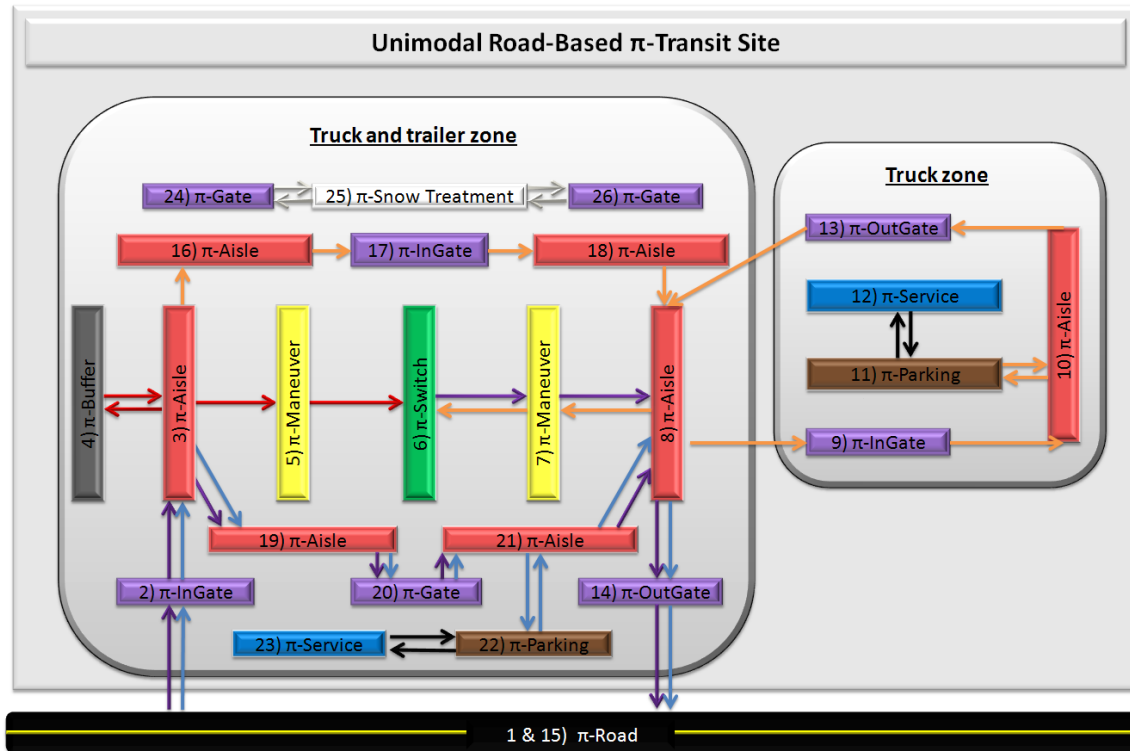 Unimodal Road-Based π-Transit Site
Truck and trailer zone
Truck zone
24) π-Gate
25) π-Snow Treatment
26) π-Gate
16) π-Aisle
17) π-InGate
18) π-Aisle
13) π-OutGate
12) π-Service
11) π-Parking
10) π-Aisle
9) π-InGate
4) π-Buffer
3) π-Aisle
5) π-Maneuver
6) π-Switch
7) π-Maneuver
8) π-Aisle
19) π-Aisle
21) π-Aisle
2) π-InGate
20) π-Gate
14) π-OutGate
23) π-Service
22) π-Parking
1 & 15) π-Road